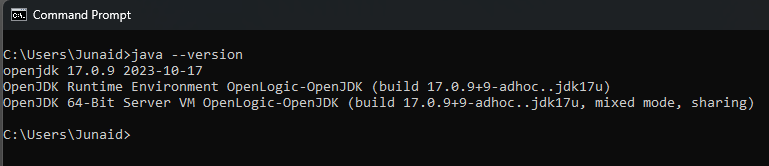 Command Prompt
C:\Users\Junaid>java --version
openjdk 17.0.9 2023-10-17
OpenJDK Runtime Environment OpenLogic-OpenJDK (build 17.0.9+9-adhoc..jdk17u)
OpenJDK 64-Bit Server VM OpenLogic-OpenJDK (build 17.0.9+9-adhoc..jdk17u, mixed mode, sharing)
C:\Users\Junaid>